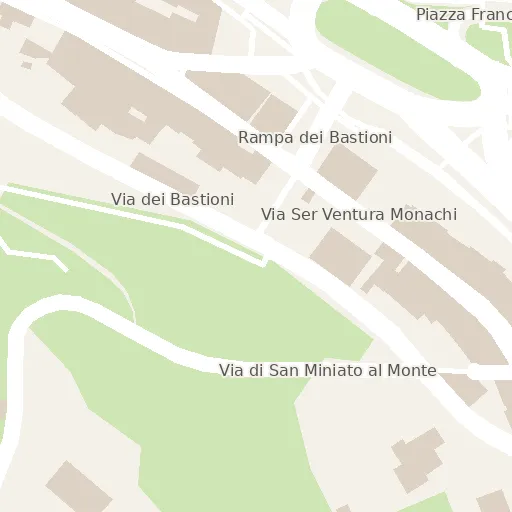 Piazza Franc
Rampa dei Bastioni
Via dei Bastioni
Via Ser Ventura Monachi
Via di San Miniato al Monte